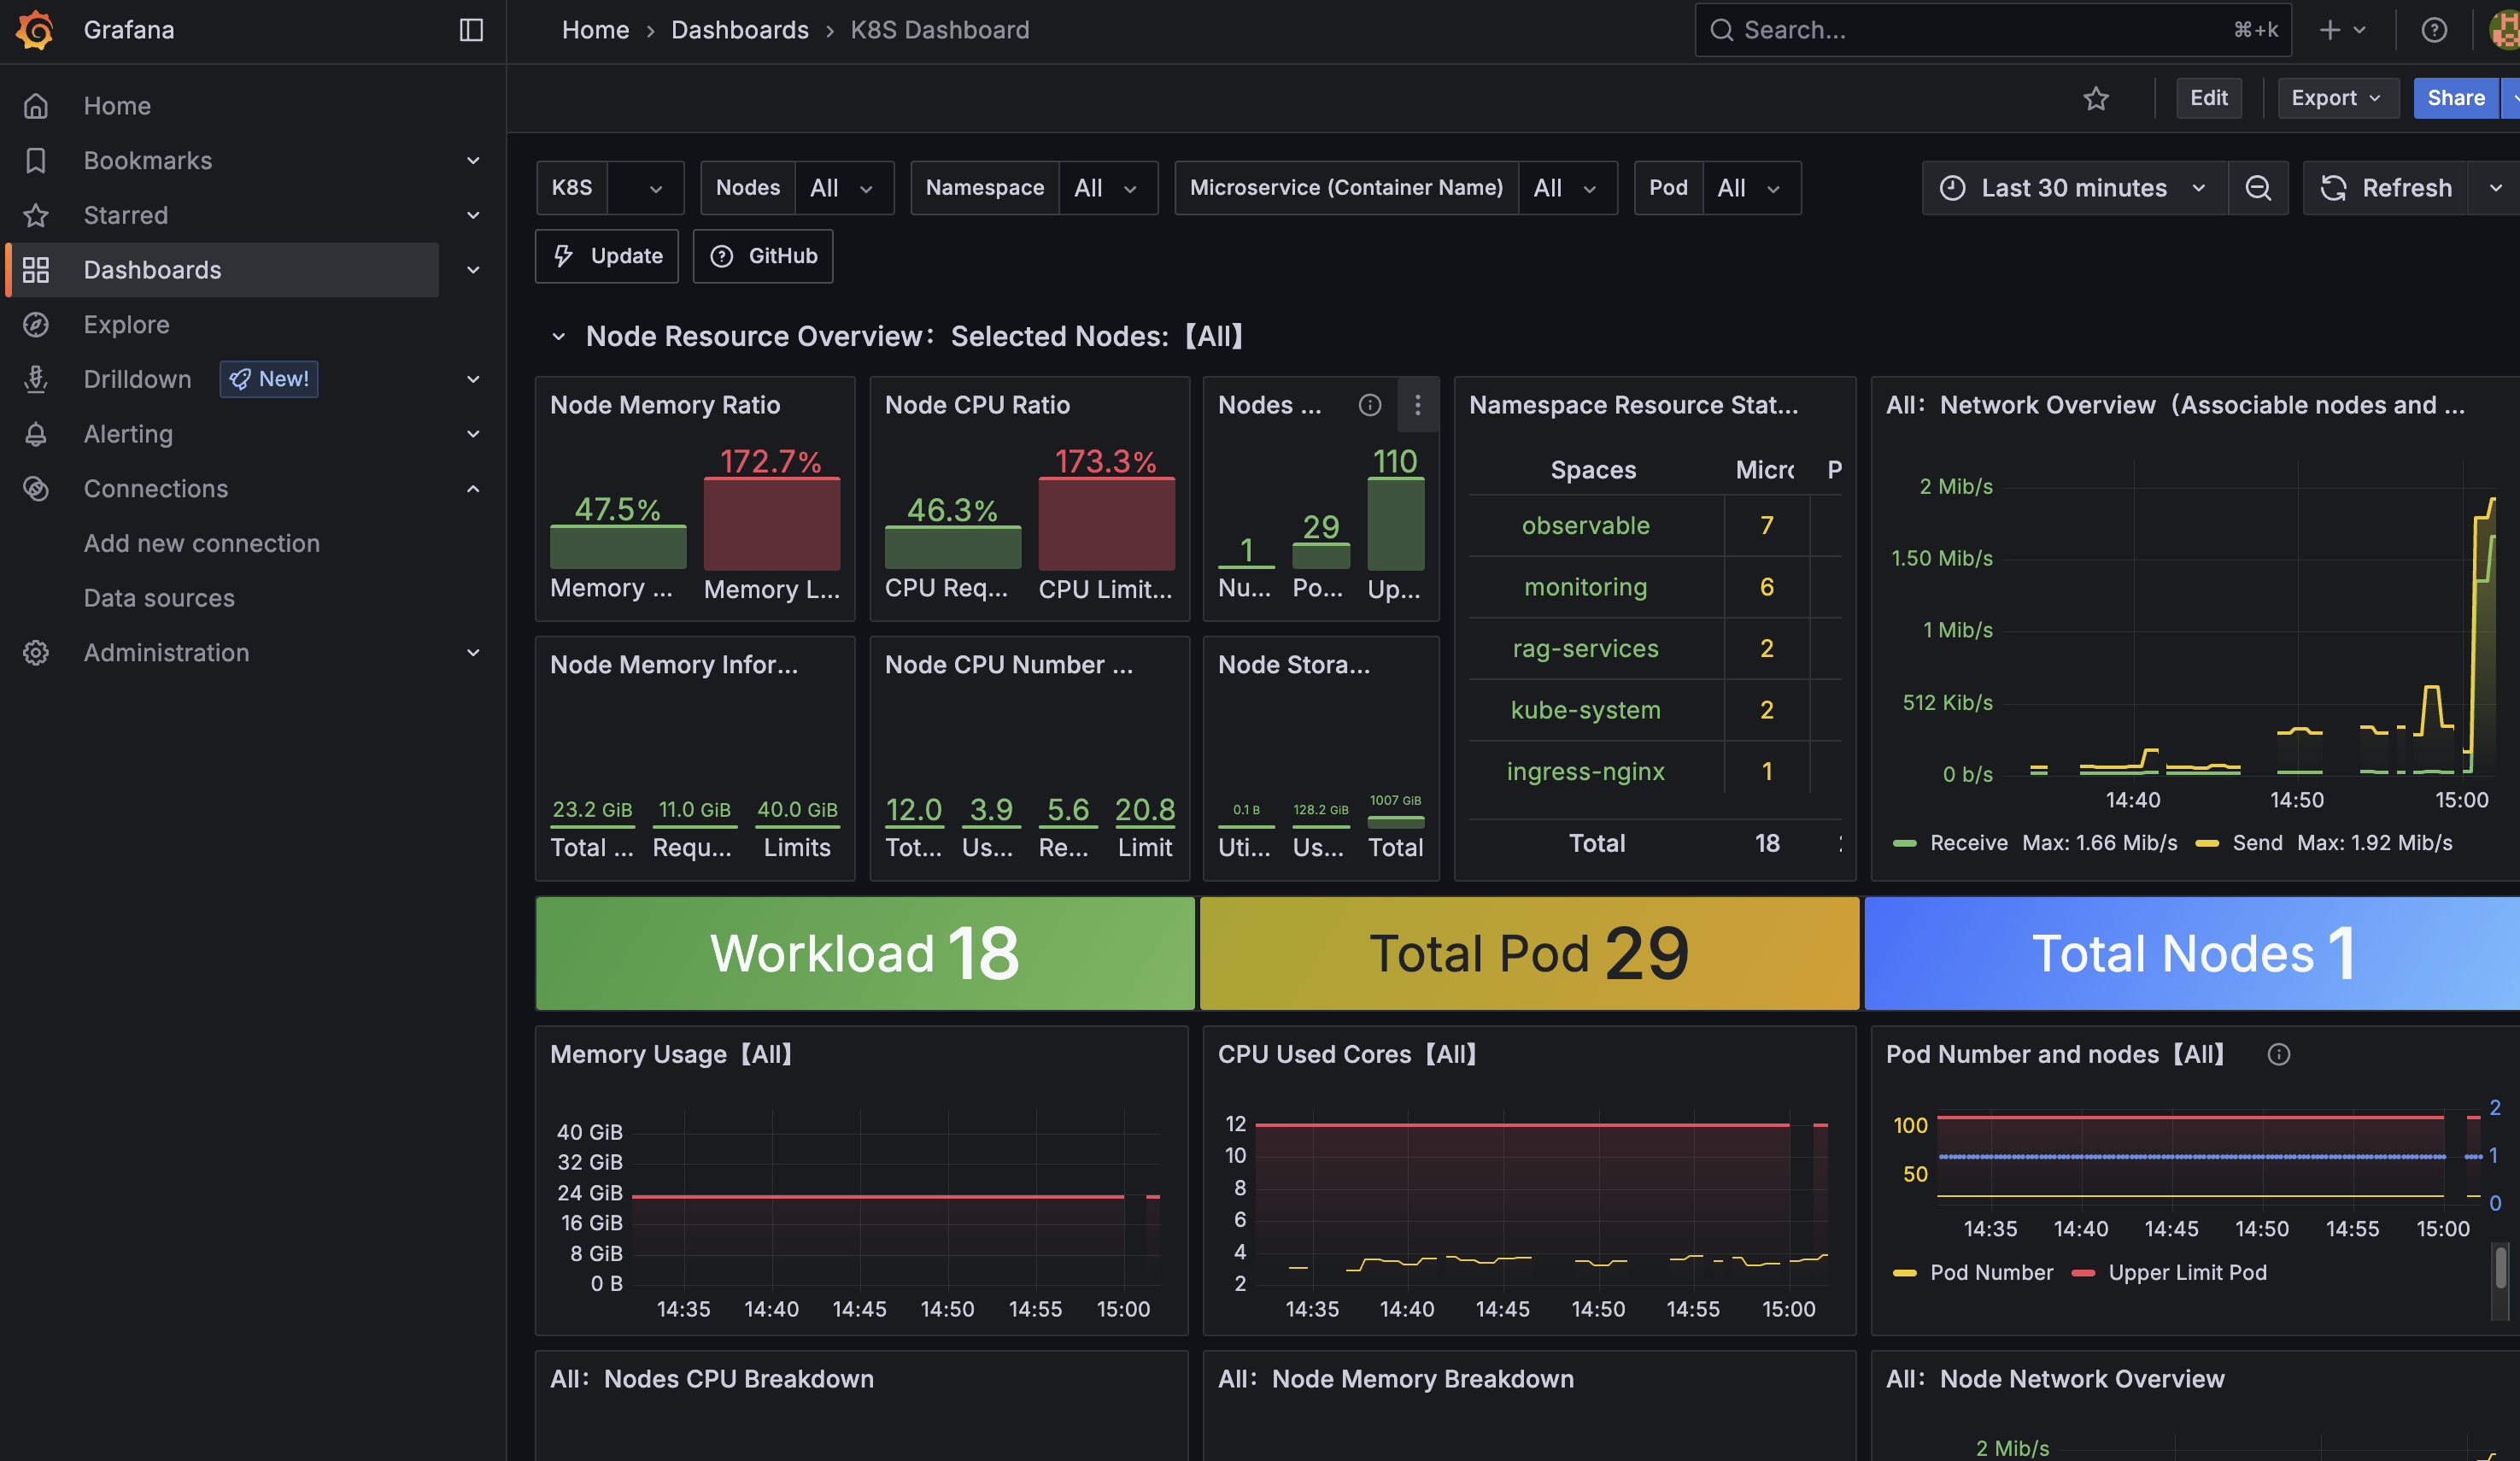 Grafana
Home › Dashboards › K8S Dashboard
Search...
⌘+k
Home
Bookmarks
Starred
Dashboards
Explore
Drilldown
New!
Alerting
Connections
Add new connection
Data sources
Administration
Edit
Export
Share
K8S
Nodes All
Namespace All
Microservice (Container Name) All
Pod All
Last 30 minutes
Refresh
Update
GitHub
Node Resource Overview：Selected Nodes:【All】
Node Memory Ratio
47.5%
172.7%
Memory ...
Memory L...
Node CPU Ratio
46.3%
173.3%
CPU Req...
CPU Limit...
Nodes ...
1
29
110
Nu...
Po...
Up...
Node Memory Infor...
23.2 GiB
11.0 GiB
40.0 GiB
Total ...
Requ...
Limits
Node CPU Number ...
12.0
3.9
5.6
20.8
Tot...
Us...
Re...
Limit
Node Stora...
0.1 B
128.2 GiB
1007 GiB
Uti...
Us...
Total
Namespace Resource Stat...
Spaces Micro P
observable 7
monitoring 6
rag-services 2
kube-system 2
ingress-nginx 1
Total 18
All：Network Overview（Associable nodes and ...
2 Mib/s
1.50 Mib/s
1 Mib/s
512 Kib/s
0 b/s
14:40 14:50 15:00
Receive Max: 1.66 Mib/s Send Max: 1.92 Mib/s
Workload 18
Total Pod 29
Total Nodes 1
Memory Usage【All】
40 GiB
32 GiB
24 GiB
16 GiB
8 GiB
0 B
14:35 14:40 14:45 14:50 14:55 15:00
CPU Used Cores【All】
12
10
8
6
4
2
14:35 14:40 14:45 14:50 14:55 15:00
Pod Number and nodes【All】
100
50
2
1
0
14:35 14:40 14:45 14:50 14:55 15:00
Pod Number Upper Limit Pod
All：Nodes CPU Breakdown
All：Node Memory Breakdown
All：Node Network Overview
2 Mib/s